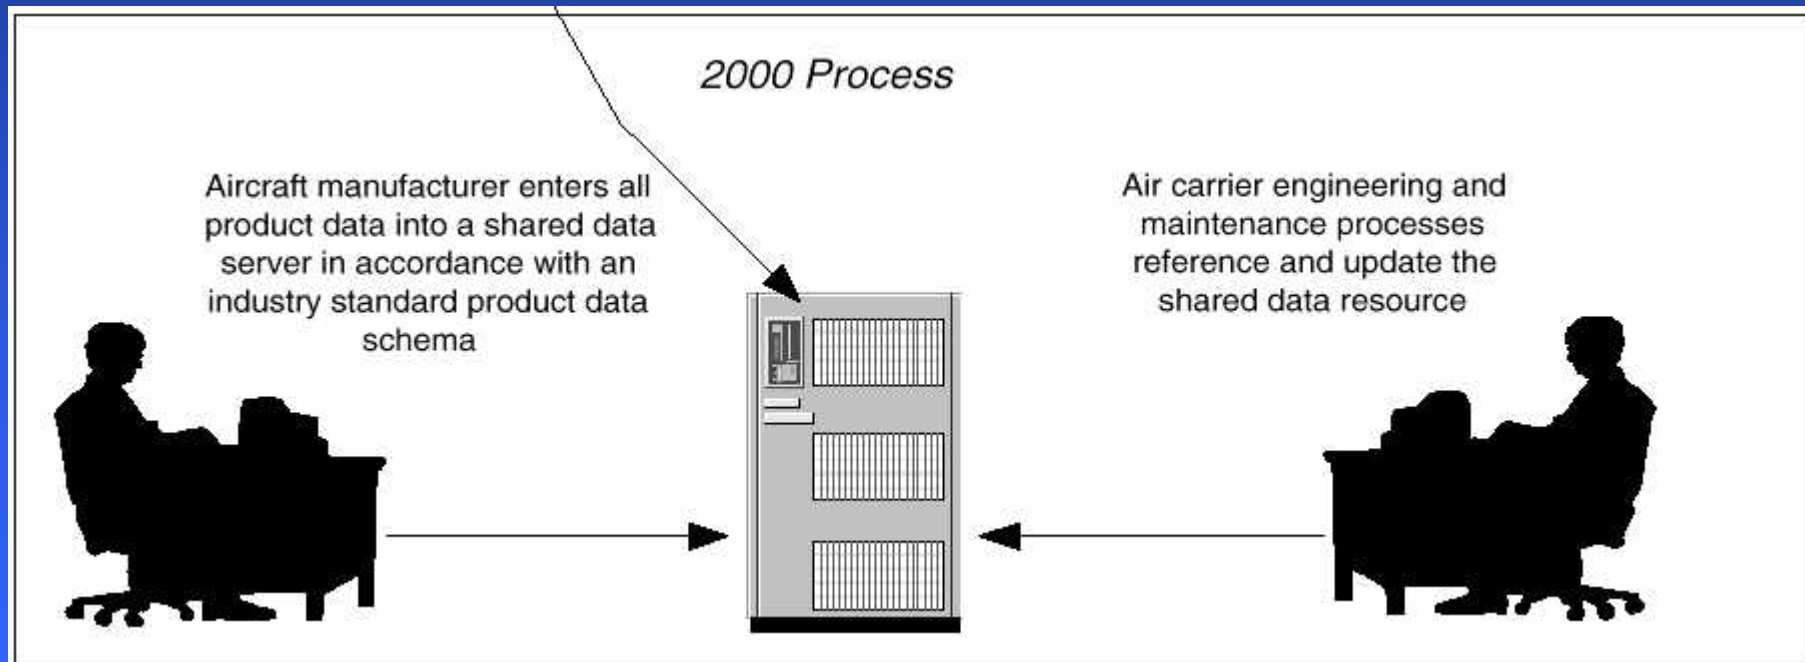 2000 Process
Aircraft manufacturer enters all
product data into a shared data
server in accordance with an
industry standard product data
schema
Air carrier engineering and
maintenance processes
reference and update the
shared data resource